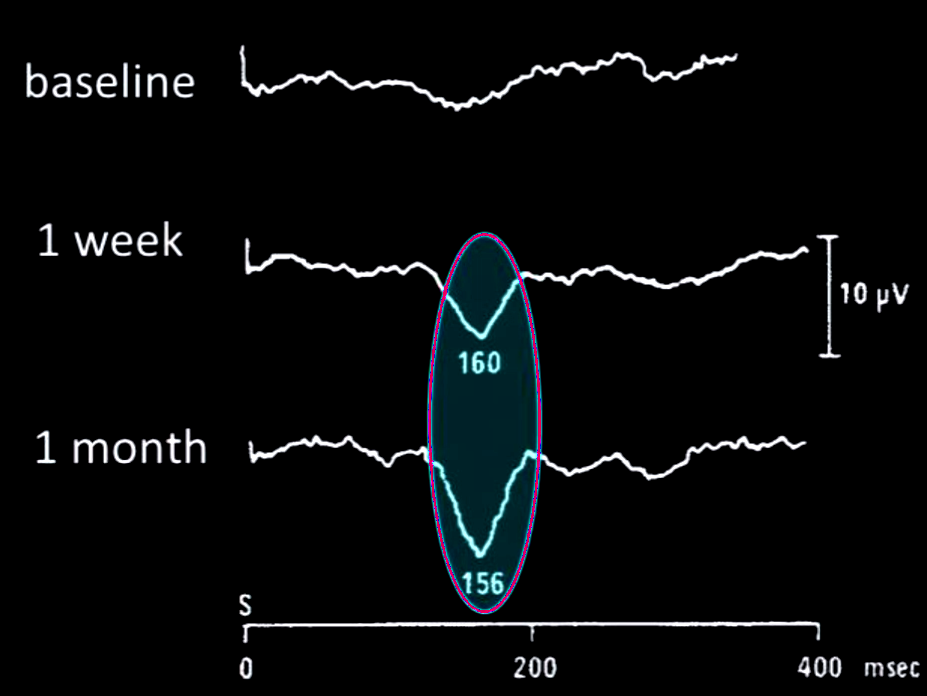 baseline
1 week
10 µV
160
1 month
156
S
0 200 400 msec